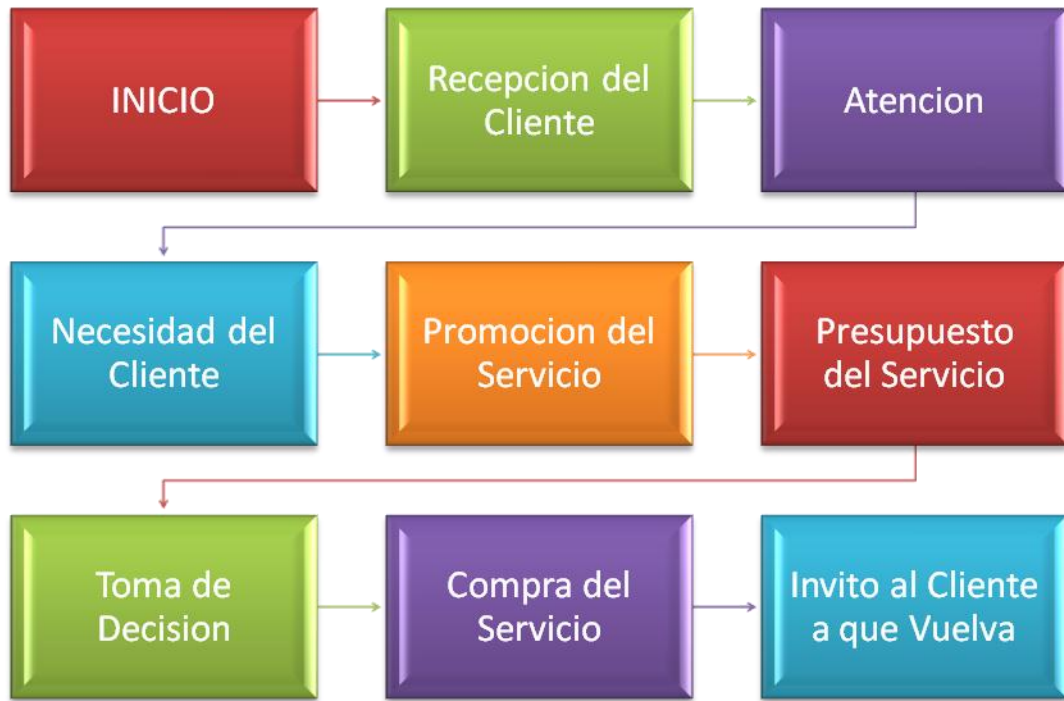 INICIO
Recepcion del
Cliente
Atencion
Necesidad del
Cliente
Promocion del
Servicio
Presupuesto
del Servicio
Toma de
Decision
Compra del
Servicio
Invito al Cliente
a que Vuelva